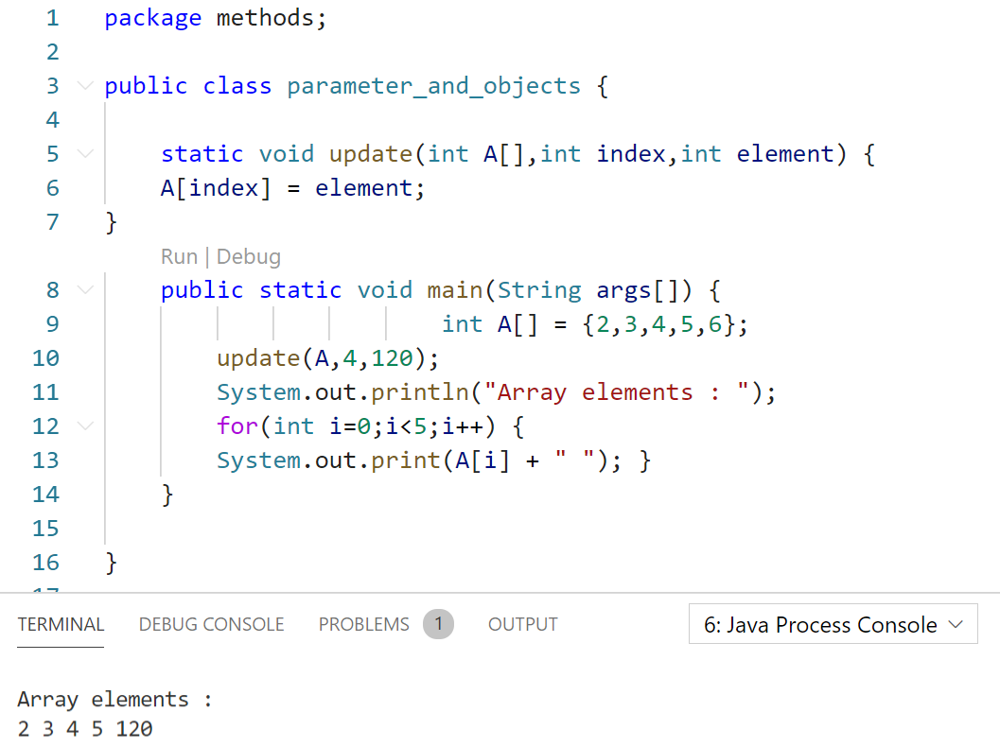 1 package methods;
2
3 public class parameter_and_objects {
4
5     static void update(int A[],int index,int element) {
6     A[index] = element;
7 }
Run | Debug
8     public static void main(String args[]) {
9                         int A[] = {2,3,4,5,6};
10         update(A,4,120);
11         System.out.println("Array elements : ");
12         for(int i=0;i<5;i++) {
13         System.out.print(A[i] + " "); }
14     }
15
16 }
17
TERMINAL DEBUG CONSOLE PROBLEMS 1 OUTPUT 6: Java Process Console
Array elements :
2 3 4 5 120